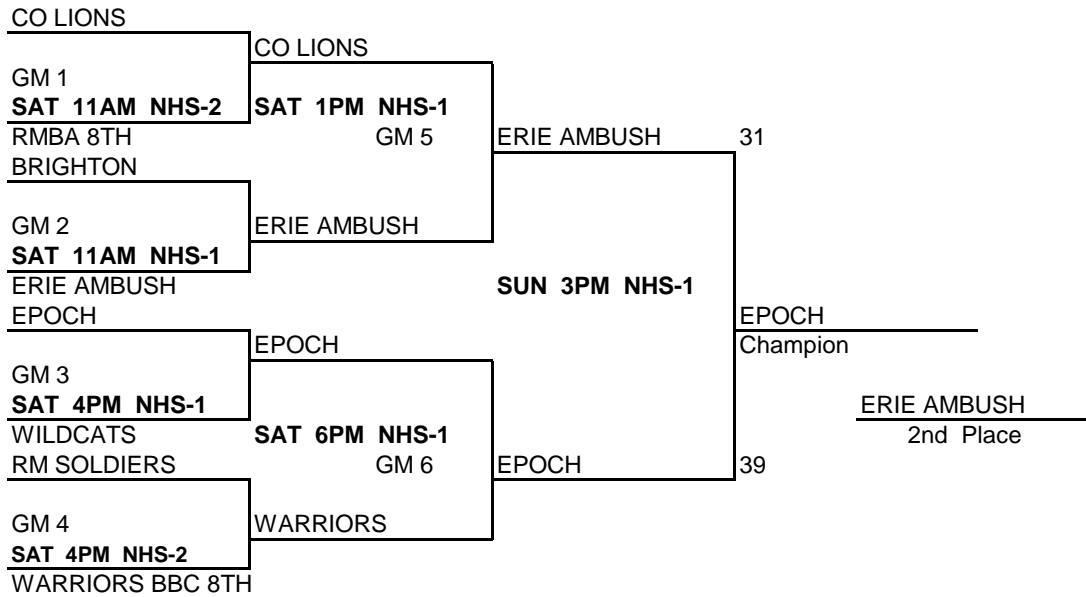 CO LIONS
CO LIONS
GM 1
SAT 11AM NHS-2
SAT 1PM NHS-1
RMBA 8TH
GM 5
ERIE AMBUSH
31
BRIGHTON
GM 2
ERIE AMBUSH
SAT 11AM NHS-1
ERIE AMBUSH
SUN 3PM NHS-1
EPOCH
EPOCH
EPOCH
Champion
GM 3
SAT 4PM NHS-1
ERIE AMBUSH
WILDCATS
SAT 6PM NHS-1
2nd Place
RM SOLDIERS
GM 6
EPOCH
39
GM 4
WARRIORS
SAT 4PM NHS-2
WARRIORS BBC 8TH